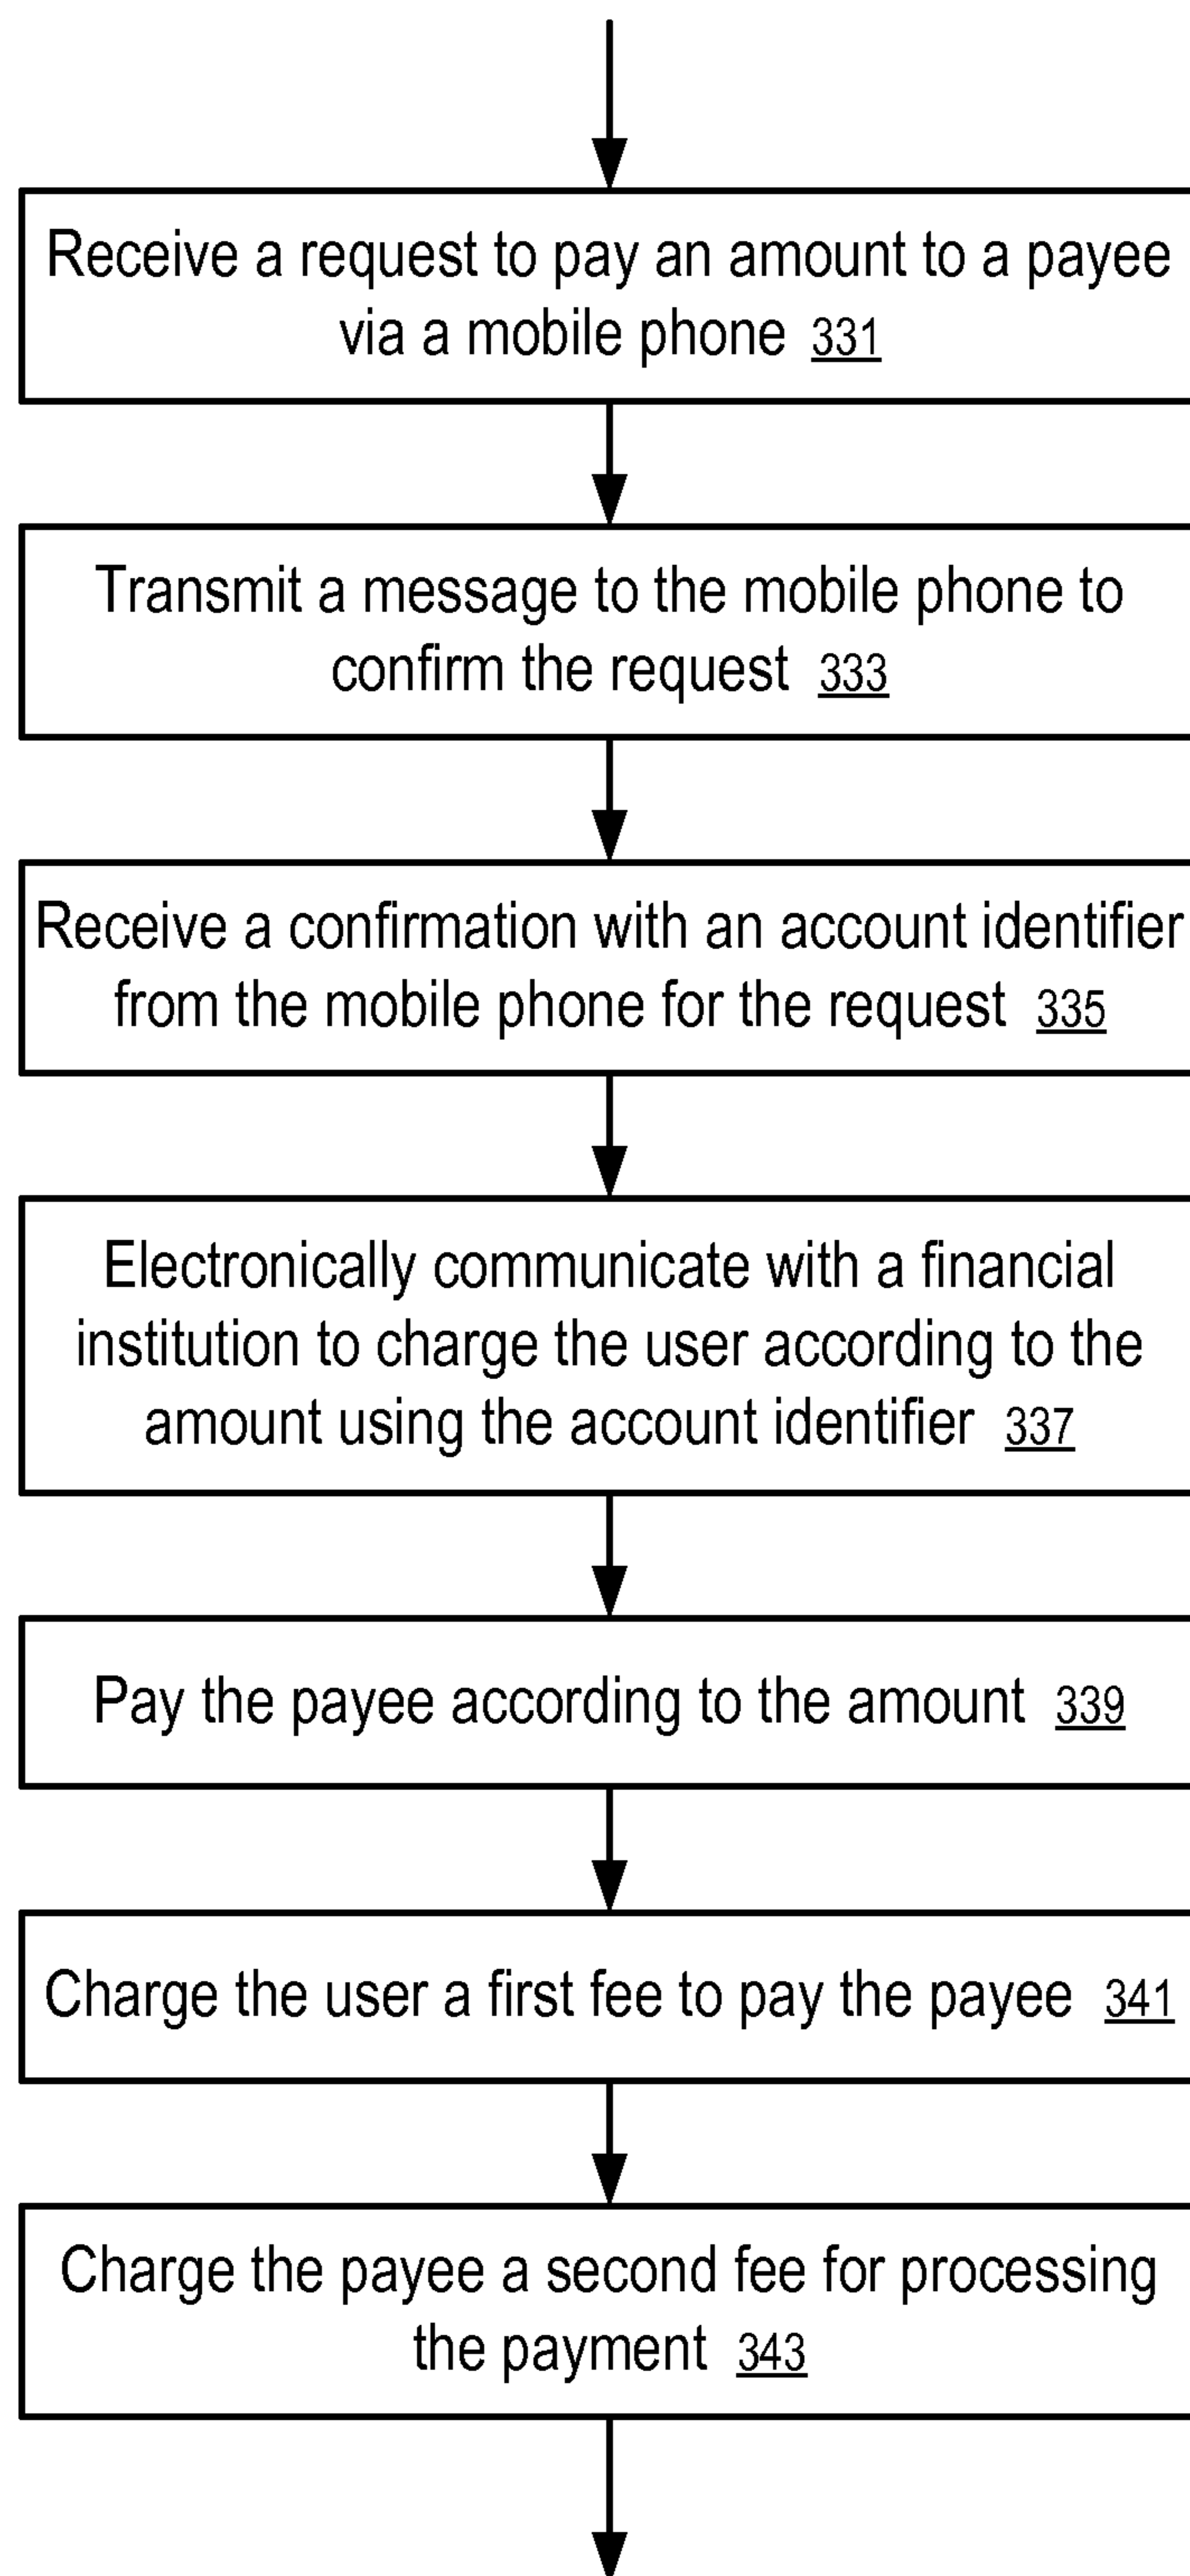 Receive a request to pay an amount to a payee
via a mobile phone 331
Transmit a message to the mobile phone to
confirm the request 333
Receive a confirmation with an account identifier
from the mobile phone for the request 335
Electronically communicate with a financial
institution to charge the user according to the
amount using the account identifier 337
Pay the payee according to the amount 339
Charge the user a first fee to pay the payee 341
Charge the payee a second fee for processing
the payment 343